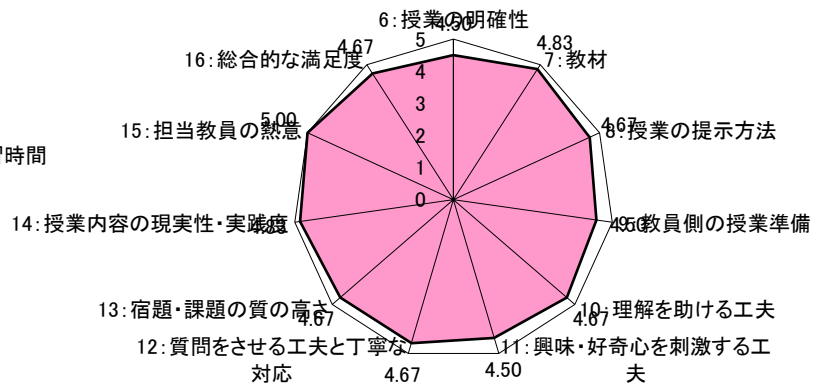 6：授業の明確性
4.50
4.83
7：教材
4.67
8：授業の提示方法
4.50
9：教員側の授業準備
4.67
10：理解を助ける工夫
4.50
11：興味・好奇心を刺激する工
夫
4.67
12：質問をさせる工夫と丁寧な
対応
4.67
13：宿題・課題の質の高さ
4.83
14：授業内容の現実性・実践度
5.00
15：担当教員の熱意
4.67
16：総合的な満足度
5
4
3
2
1
0
時間